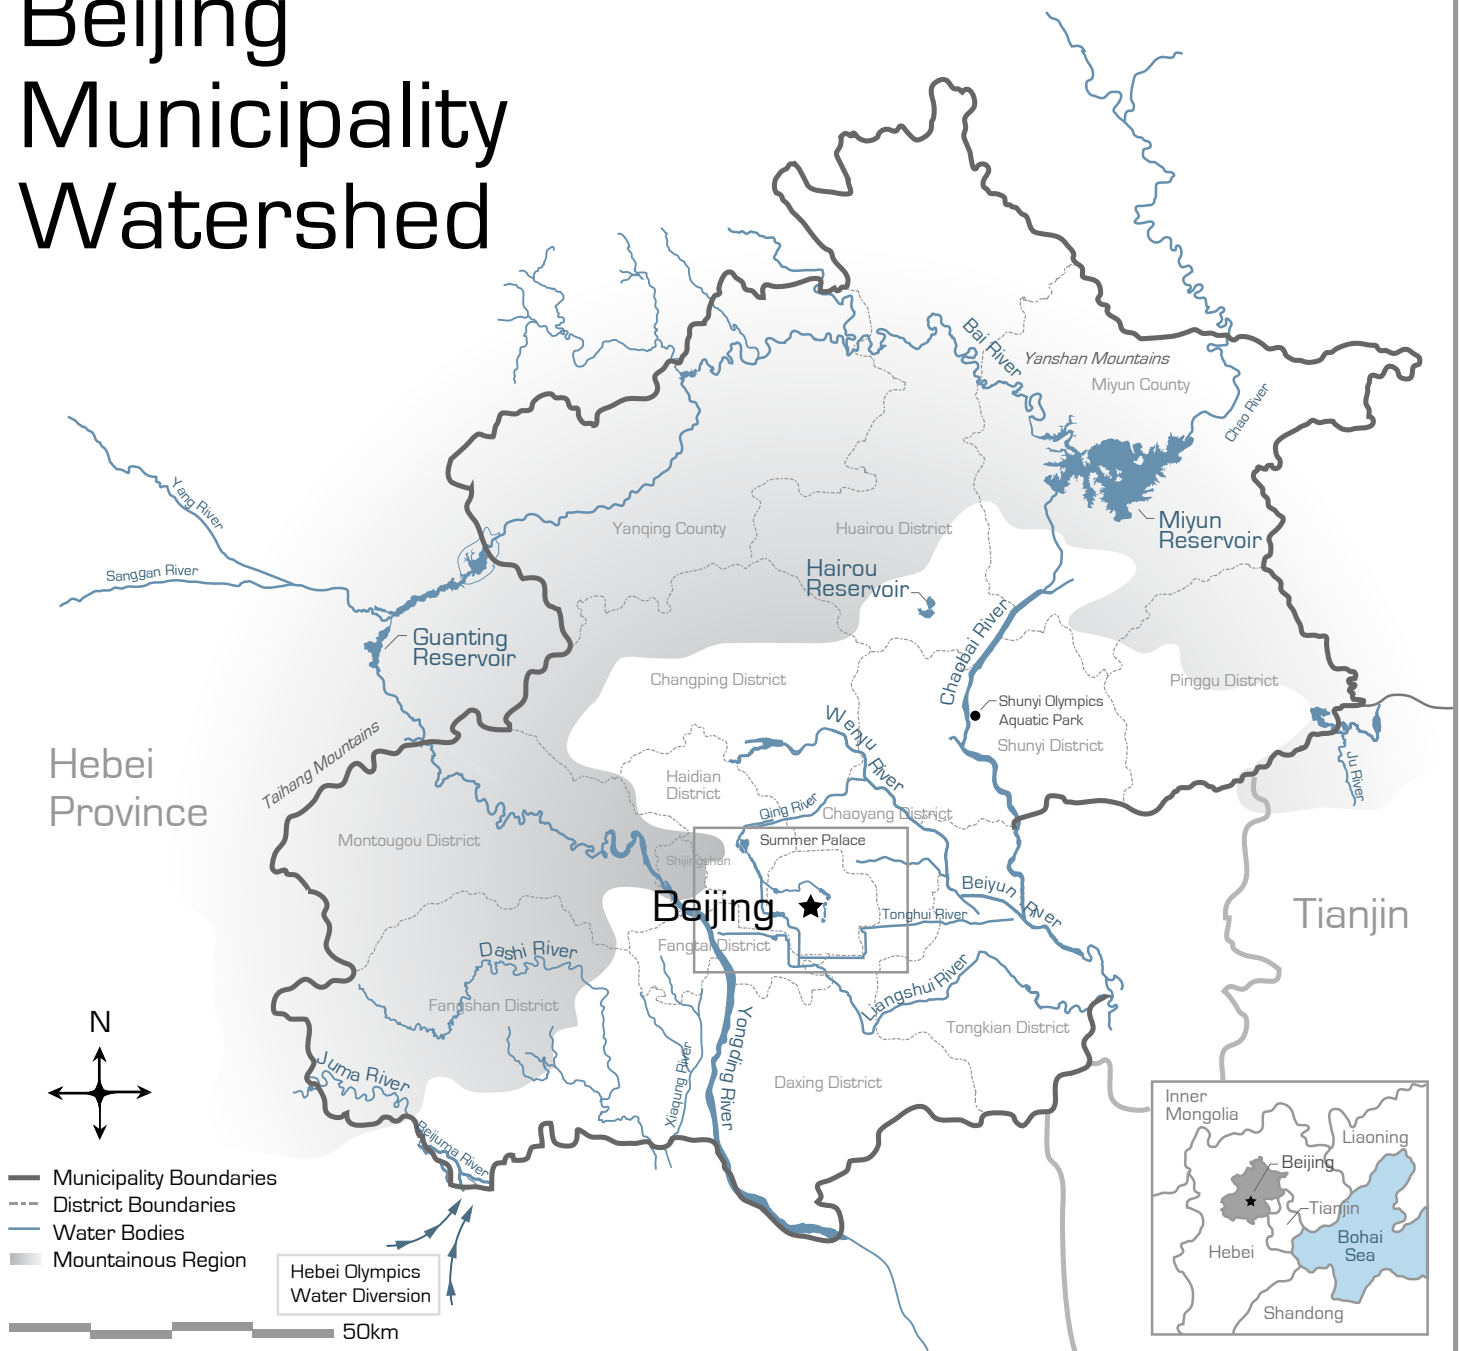 Beijing
Municipality
Watershed
Bai River
Yanshan Mountains
Miyun County
Chao River
Yang River
Sanggan River
Miyun
Reservoir
Yanqing County
Huairou District
Hairou
Reservoir
Guanting
Reservoir
Chaobai River
Changping District
Pinggu District
Shunyi Olympics
Aquatic Park
Shunyi District
Wenyu River
Taihang Mountains
Hebei
Province
Haidian
District
Ju River
Qing River
Chaoyang District
Montougou District
Summer Palace
Shijingshan
Beijing
Beiyun River
Tonghui River
Tianjin
Fangtai District
Dashi River
Fangshan District
Liangshui River
Tongkian District
Yongding River
Xiaqung River
Daxing District
Juma River
Beijuma River
N
Municipality Boundaries
District Boundaries
Water Bodies
Mountainous Region
50km
Hebei Olympics
Water Diversion
Inner
Mongolia
Liaoning
Beijing
Tianjin
Hebei
Bohai
Sea
Shandong